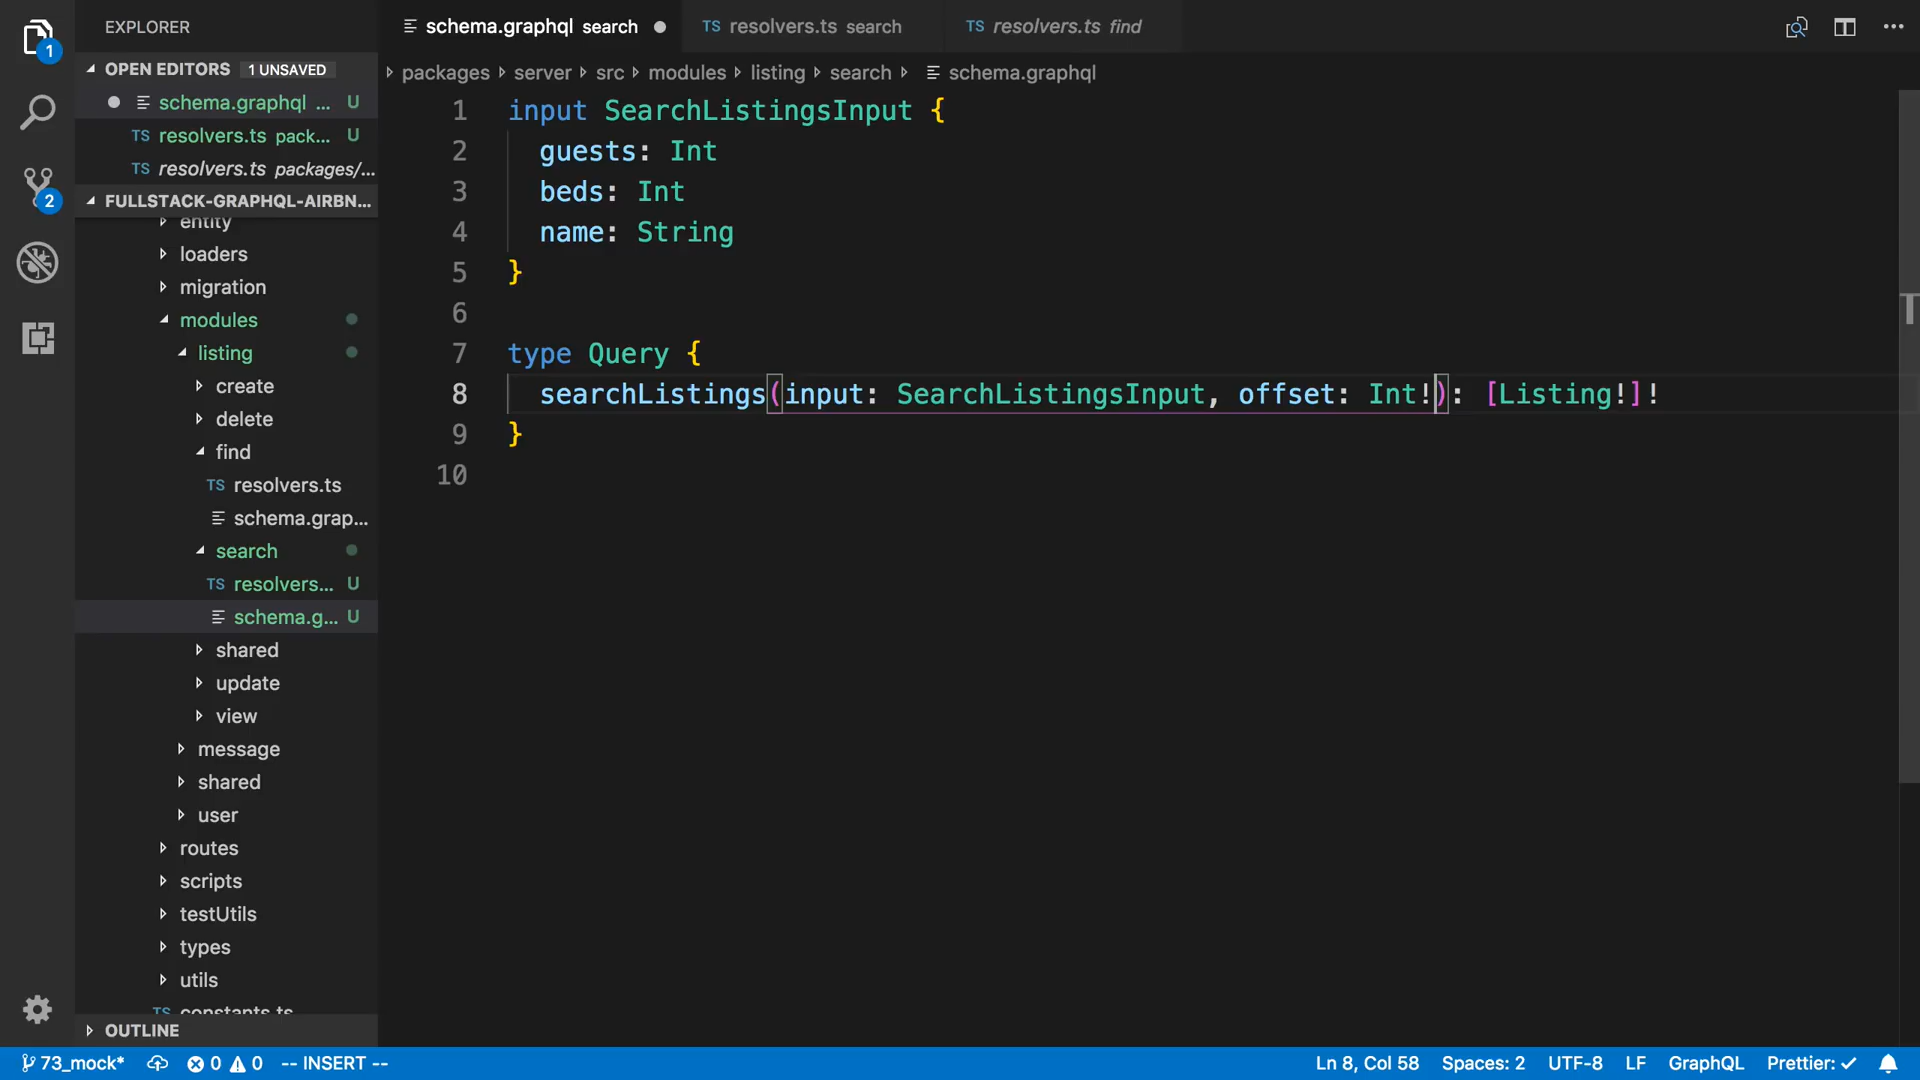 EXPLORER
OPEN EDITORS 1 UNSAVED
schema.graphql ... U
TS resolvers.ts pack... U
TS resolvers.ts packages/...
FULLSTACK-GRAPHQL-AIRBN...
entity
loaders
migration
modules
listing
create
delete
find
TS resolvers.ts
schema.grap...
search
TS resolvers... U
schema.g... U
shared
update
view
message
shared
user
routes
scripts
testUtils
types
utils
TS constants.ts
OUTLINE
1
2
schema.graphql search
TS resolvers.ts search
TS resolvers.ts find
packages server src modules listing search schema.graphql
1 input SearchListingsInput {
2 guests: Int
3 beds: Int
4 name: String
5 }
6
7 type Query {
8 searchListings(input: SearchListingsInput, offset: Int!): [Listing!]!
9 }
10
73_mock* 0 0 -- INSERT -- Ln 8, Col 58 Spaces: 2 UTF-8 LF GraphQL Prettier: ✓